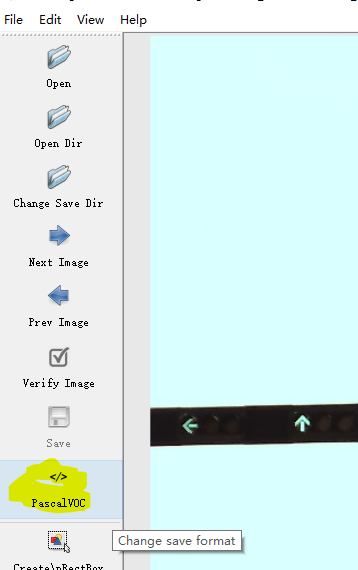 File Edit View Help
Open
Open Dir
Change Save Dir
Next Image
Prev Image
Verify Image
Save
</>
PascalVOC
Change save format
Create\nRectBox